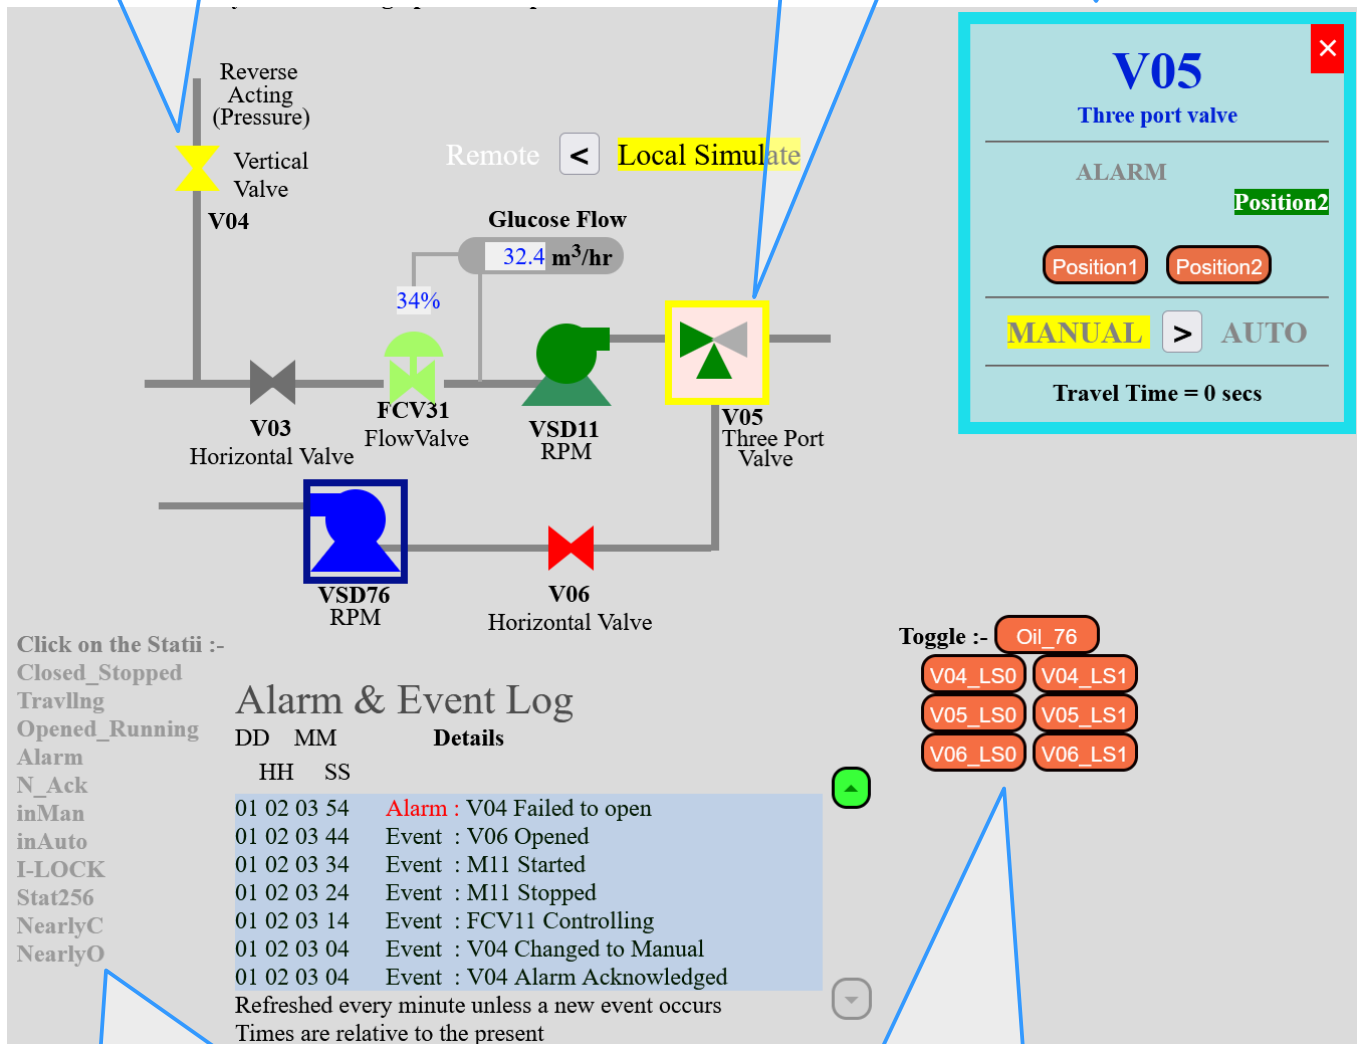 Reverse
Acting
(Pressure)
Vertical
Valve
V04
Remote < Local Simulate
Glucose Flow
32.4 m³/hr
34%
V03
Horizontal Valve
FCV31
FlowValve
VSD11
RPM
V05
Three Port
Valve
VSD76
RPM
V06
Horizontal Valve
V05
×
Three port valve
ALARM
Position2
Position1 Position2
MANUAL > AUTO
Travel Time = 0 secs
Click on the Statii :-
Closed_Stopped
Travllng
Opened_Running
Alarm
N_Ack
inMan
inAuto
I-LOCK
Stat256
NearlyC
NearlyO
Toggle :- Oil_76
V04_LS0 V04_LS1
V05_LS0 V05_LS1
V06_LS0 V06_LS1
Alarm & Event Log
DD MM Details
HH SS
01 02 03 54 Alarm : V04 Failed to open
01 02 03 44 Event : V06 Opened
01 02 03 34 Event : M11 Started
01 02 03 24 Event : M11 Stopped
01 02 03 14 Event : FCV11 Controlling
01 02 03 04 Event : V04 Changed to Manual
01 02 03 04 Event : V04 Alarm Acknowledged
Refreshed every minute unless a new event occurs
Times are relative to the present